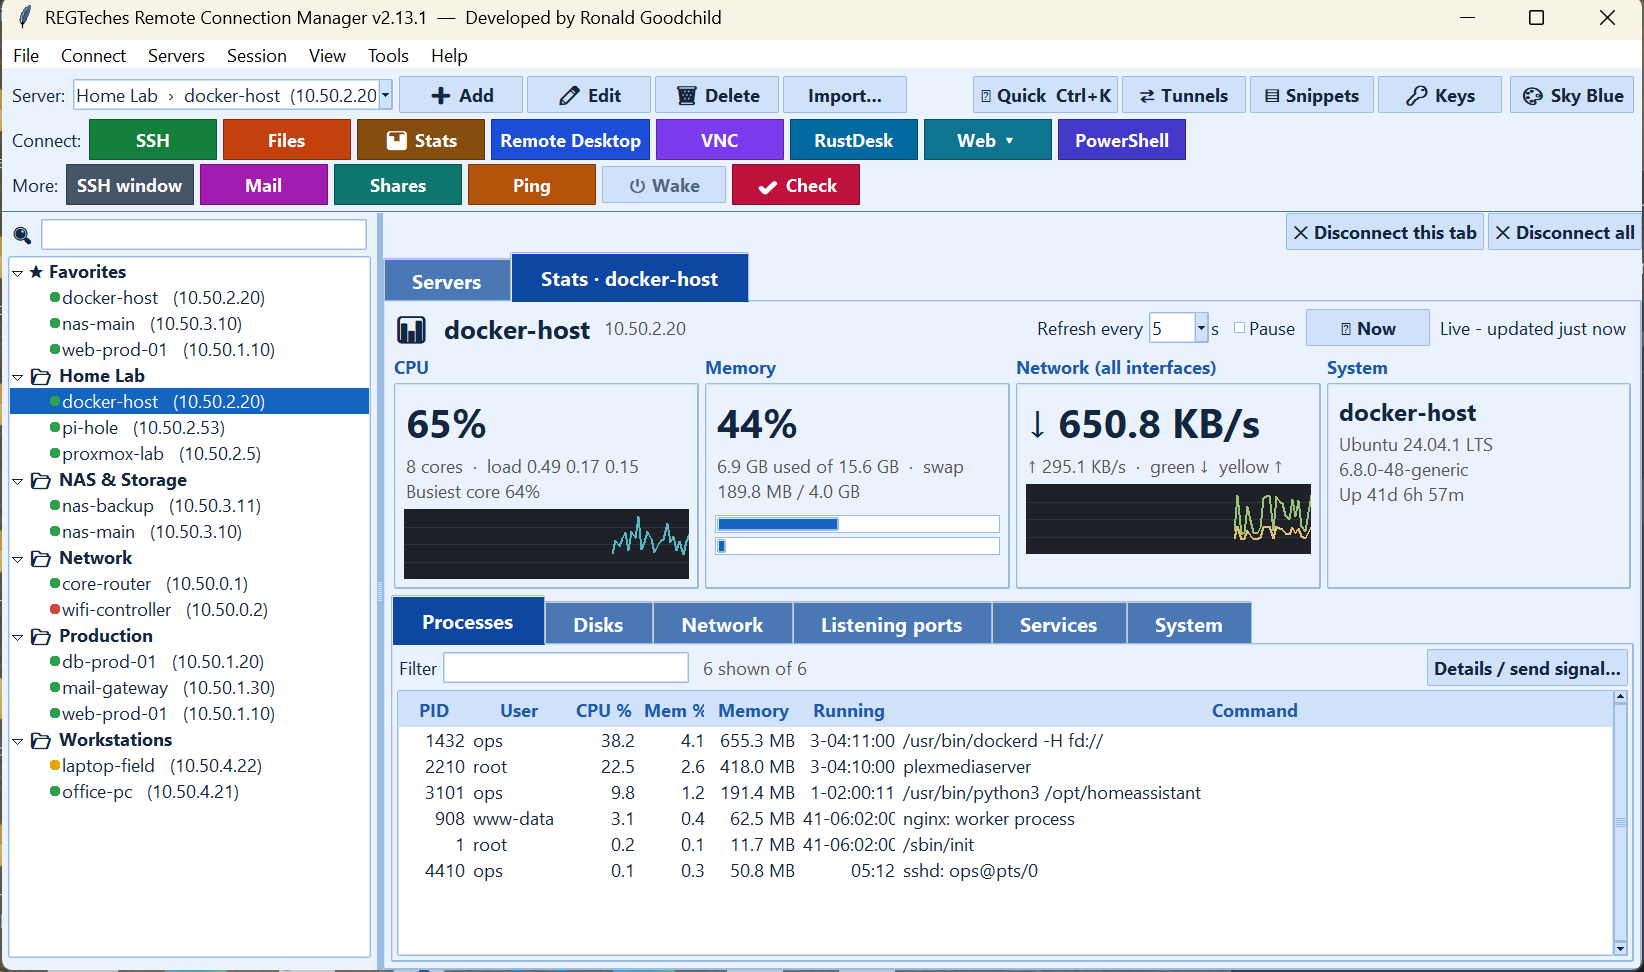 REGTeches Remote Connection Manager v2.13.1 — Developed by Ronald Goodchild
File Connect Servers Session View Tools Help
Server: Home Lab › docker-host (10.50.2.20 Add Edit Delete Import... Quick Ctrl+K Tunnels Snippets Keys Sky Blue
Connect: SSH Files Stats Remote Desktop VNC RustDesk Web ▾ PowerShell
More: SSH window Mail Shares Ping Wake Check
Disconnect this tab Disconnect all
★ Favorites
docker-host (10.50.2.20)
nas-main (10.50.3.10)
web-prod-01 (10.50.1.10)
Home Lab
docker-host (10.50.2.20)
pi-hole (10.50.2.53)
proxmox-lab (10.50.2.5)
NAS & Storage
nas-backup (10.50.3.11)
nas-main (10.50.3.10)
Network
core-router (10.50.0.1)
wifi-controller (10.50.0.2)
Production
db-prod-01 (10.50.1.20)
mail-gateway (10.50.1.30)
web-prod-01 (10.50.1.10)
Workstations
laptop-field (10.50.4.22)
office-pc (10.50.4.21)
Servers Stats · docker-host
docker-host 10.50.2.20 Refresh every 5 s Pause Now Live - updated just now
CPU
65%
8 cores · load 0.49 0.17 0.15
Busiest core 64%
Memory
44%
6.9 GB used of 15.6 GB · swap
189.8 MB / 4.0 GB
Network (all interfaces)
↓ 650.8 KB/s
↑ 295.1 KB/s · green ↓ yellow ↑
System
docker-host
Ubuntu 24.04.1 LTS
6.8.0-48-generic
Up 41d 6h 57m
Processes Disks Network Listening ports Services System
Filter 6 shown of 6 Details / send signal...
PID User CPU % Mem % Memory Running Command
1432 ops 38.2 4.1 655.3 MB 3-04:11:00 /usr/bin/dockerd -H fd://
2210 root 22.5 2.6 418.0 MB 3-04:10:00 plexmediaserver
3101 ops 9.8 1.2 191.4 MB 1-02:00:11 /usr/bin/python3 /opt/homeassistant
908 www-data 3.1 0.4 62.5 MB 41-06:02:00 nginx: worker process
1 root 0.2 0.1 11.7 MB 41-06:02:00 /sbin/init
4410 ops 0.1 0.3 50.8 MB 05:12 sshd: ops@pts/0